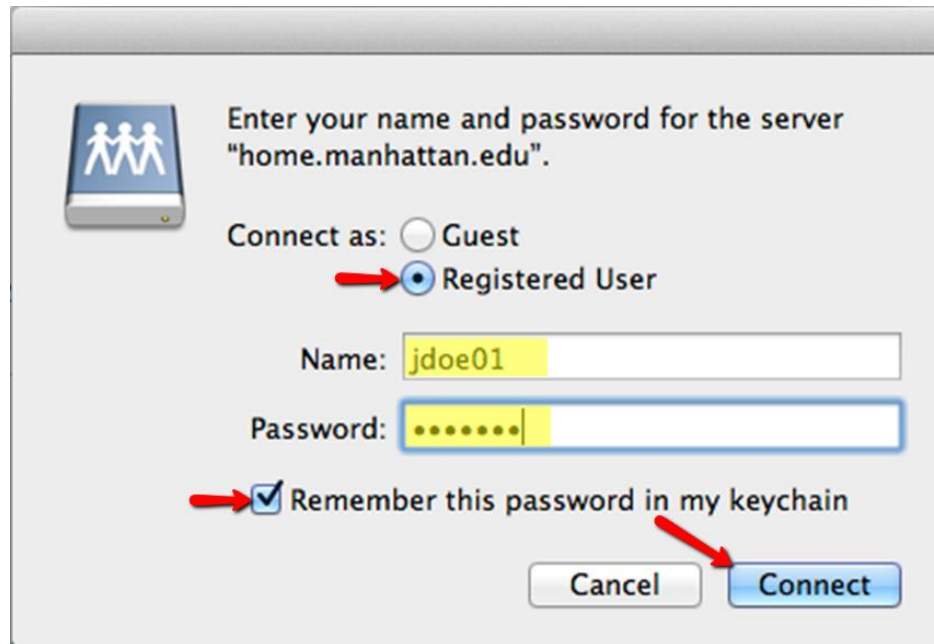 Enter your name and password for the server
“home.manhattan.edu”.
Connect as: Guest
Registered User
Name: jdoe01
Password: •••••••
Remember this password in my keychain
Cancel Connect